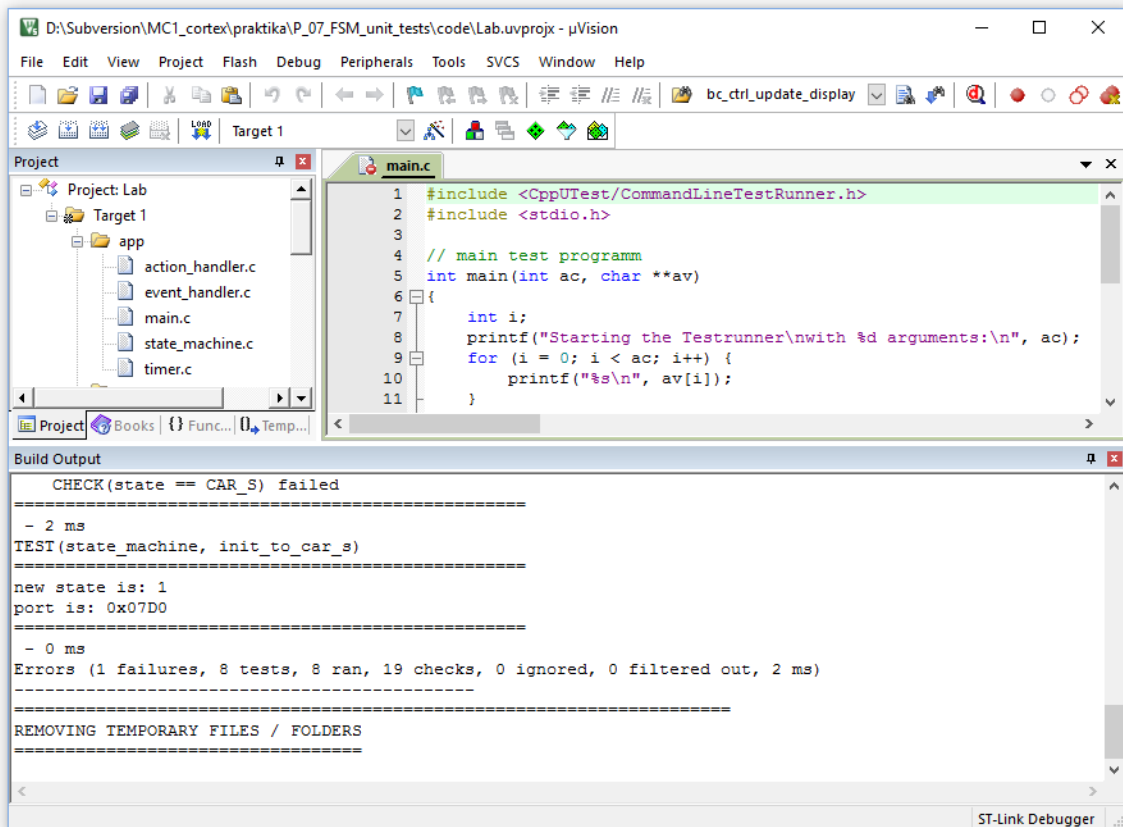 D:\Subversion\MC1_cortex\praktika\P_07_FSM_unit_tests\code\Lab.uvprojx - µVision
File Edit View Project Flash Debug Peripherals Tools SVCS Window Help
bc_ctrl_update_display
LOAD Target 1
Project
Project: Lab
Target 1
app
action_handler.c
event_handler.c
main.c
state_machine.c
timer.c
Project Books {} Func... Temp...
main.c
1 #include <CppUTest/CommandLineTestRunner.h>
2 #include <stdio.h>
3
4 // main test programm
5 int main(int ac, char **av)
6 {
7 int i;
8 printf("Starting the Testrunner\nwith %d arguments:\n", ac);
9 for (i = 0; i < ac; i++) {
10 printf("%s\n", av[i]);
11 }
Build Output
CHECK(state == CAR_S) failed
==================================================
- 2 ms
TEST(state_machine, init_to_car_s)
==================================================
new state is: 1
port is: 0x07D0
==================================================
- 0 ms
Errors (1 failures, 8 tests, 8 ran, 19 checks, 0 ignored, 0 filtered out, 2 ms)
---------------------------------------------
======================================================================
REMOVING TEMPORARY FILES / FOLDERS
==================================
ST-Link Debugger